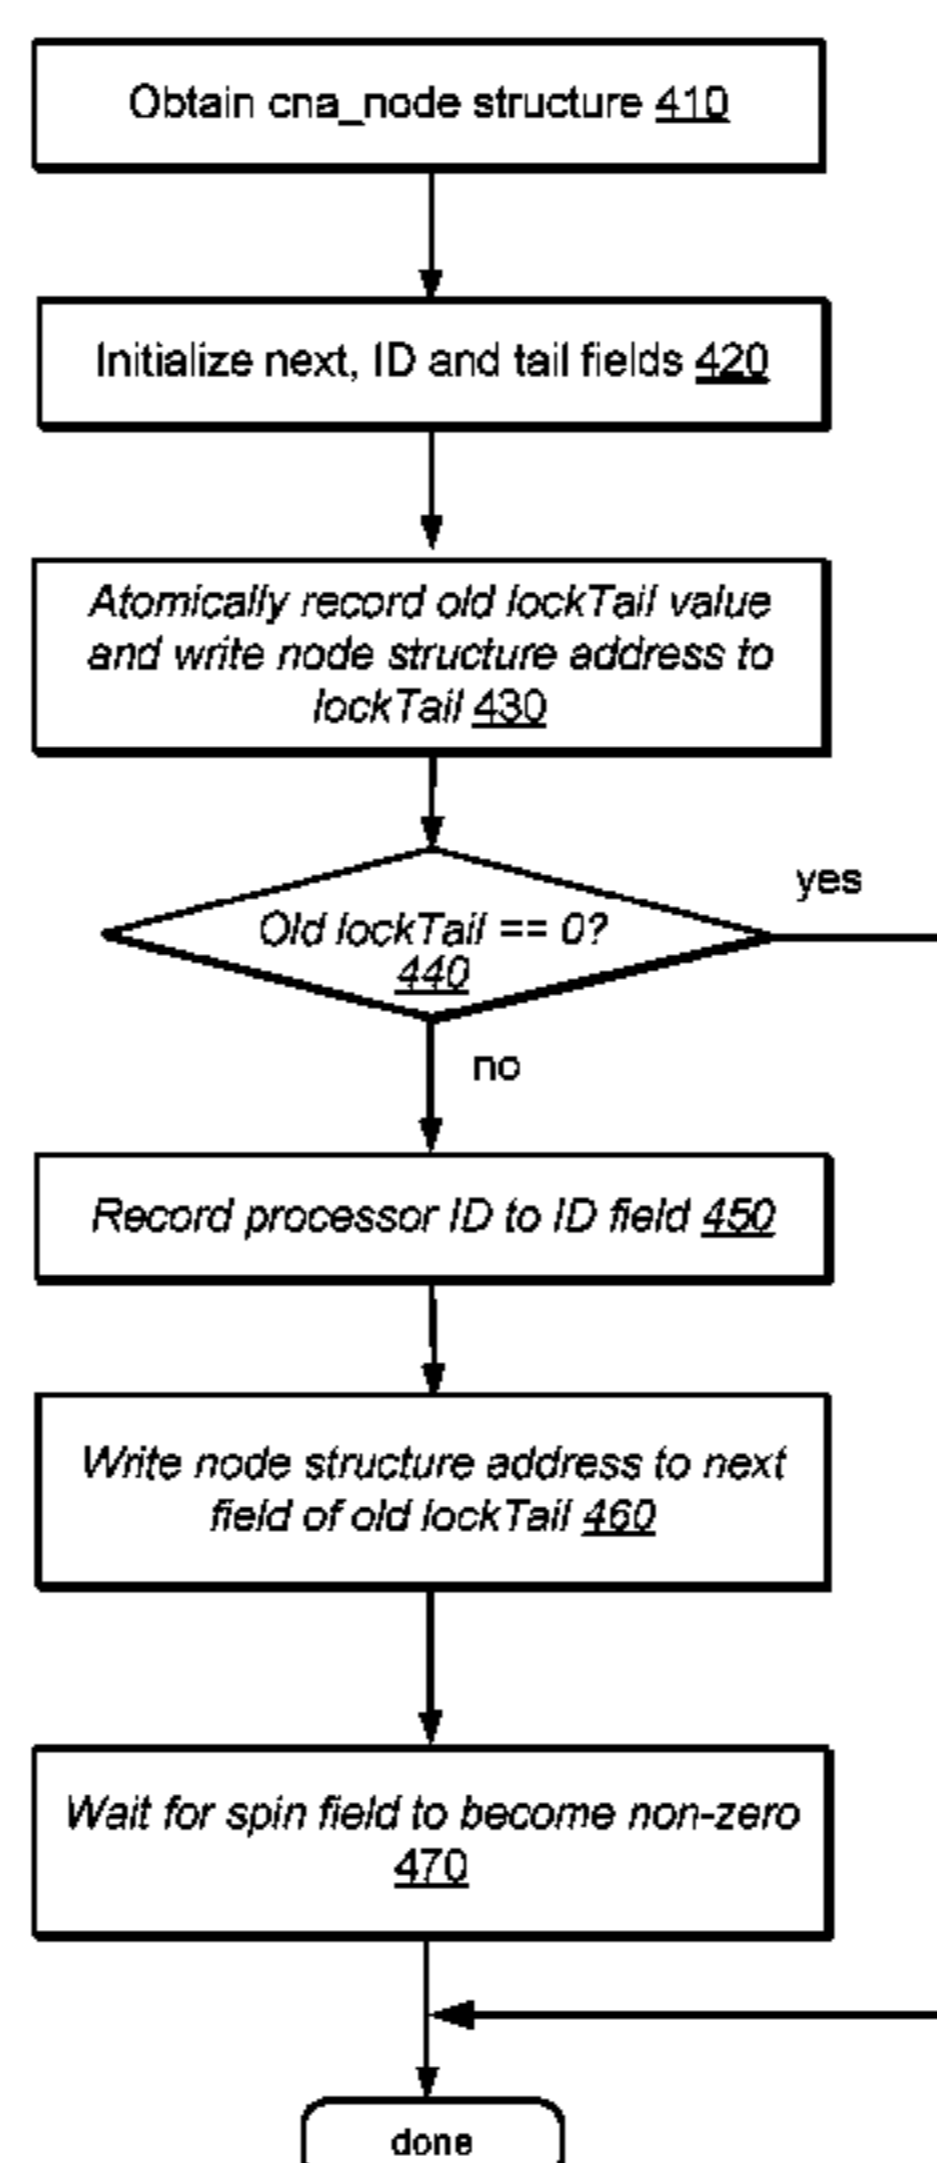 Obtain cna_node structure 410
Initialize next, ID and tail fields 420
Atomically record old lockTail value
and write node structure address to
lockTail 430
yes
Old lockTail == 0?
440
no
Record processor ID to ID field 450
Write node structure address to next
field of old lockTail 460
Wait for spin field to become non-zero
470
done